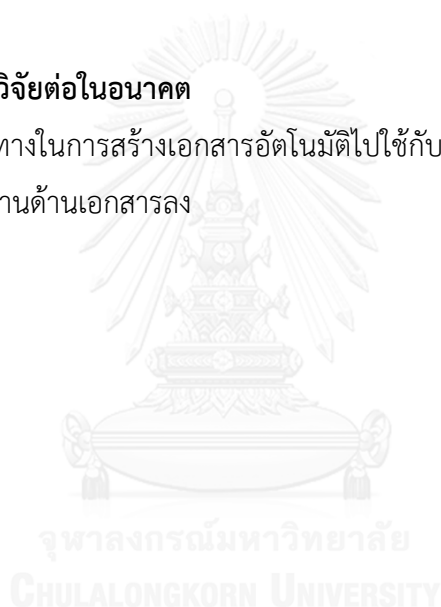 วิจัยต่อในอนาคต
ทางในการสร้างเอกสารอัตโนมัติไปใช้กับ
านด้านเอกสารลง
จุฬาลงกรณ์มหาวิทยาลัย
CHULALONGKORN UNIVERSITY